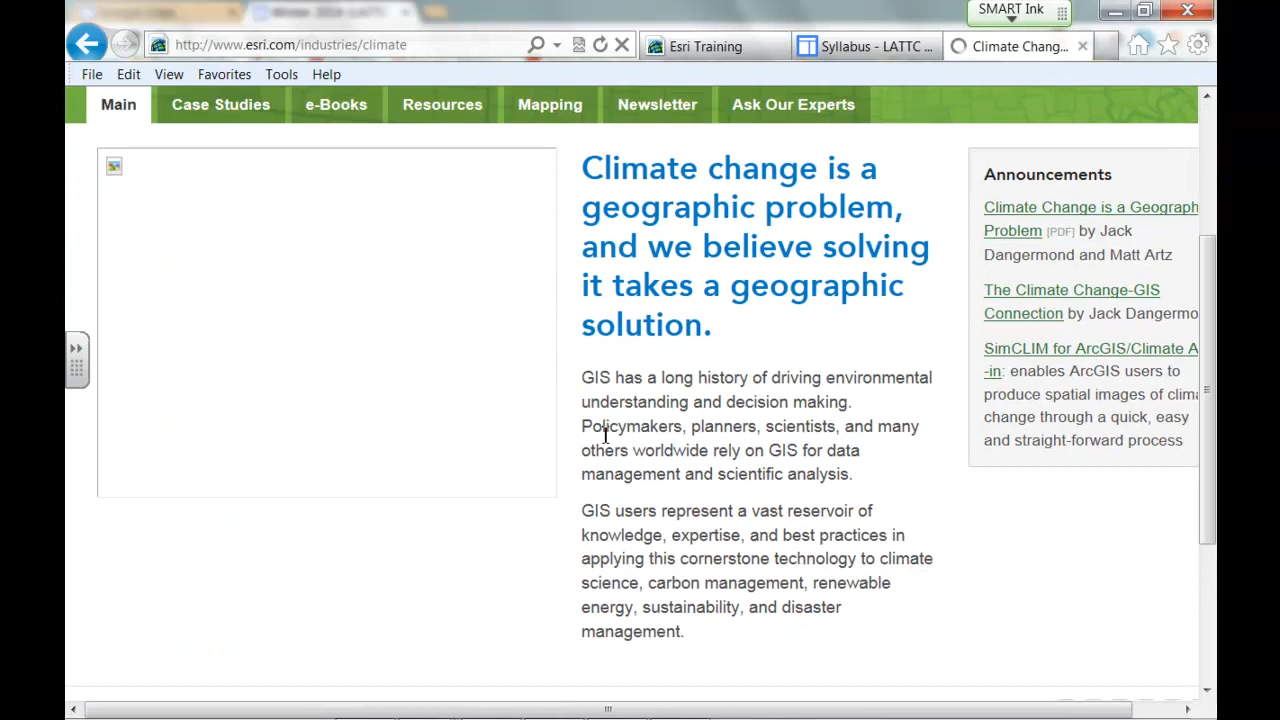 SMART Ink
http://www.esri.com/industries/climate
Esri Training
Syllabus - LATTC ...
Climate Chang...
File Edit View Favorites Tools Help
Main Case Studies e-Books Resources Mapping Newsletter Ask Our Experts
Climate change is a
geographic problem,
and we believe solving
it takes a geographic
solution.
GIS has a long history of driving environmental
understanding and decision making.
Policymakers, planners, scientists, and many
others worldwide rely on GIS for data
management and scientific analysis.
GIS users represent a vast reservoir of
knowledge, expertise, and best practices in
applying this cornerstone technology to climate
science, carbon management, renewable
energy, sustainability, and disaster
management.
Announcements
Climate Change is a Geograph
Problem [PDF] by Jack
Dangermond and Matt Artz
The Climate Change-GIS
Connection by Jack Dangermo
SimCLIM for ArcGIS/Climate A
-in: enables ArcGIS users to
produce spatial images of clima
change through a quick, easy
and straight-forward process